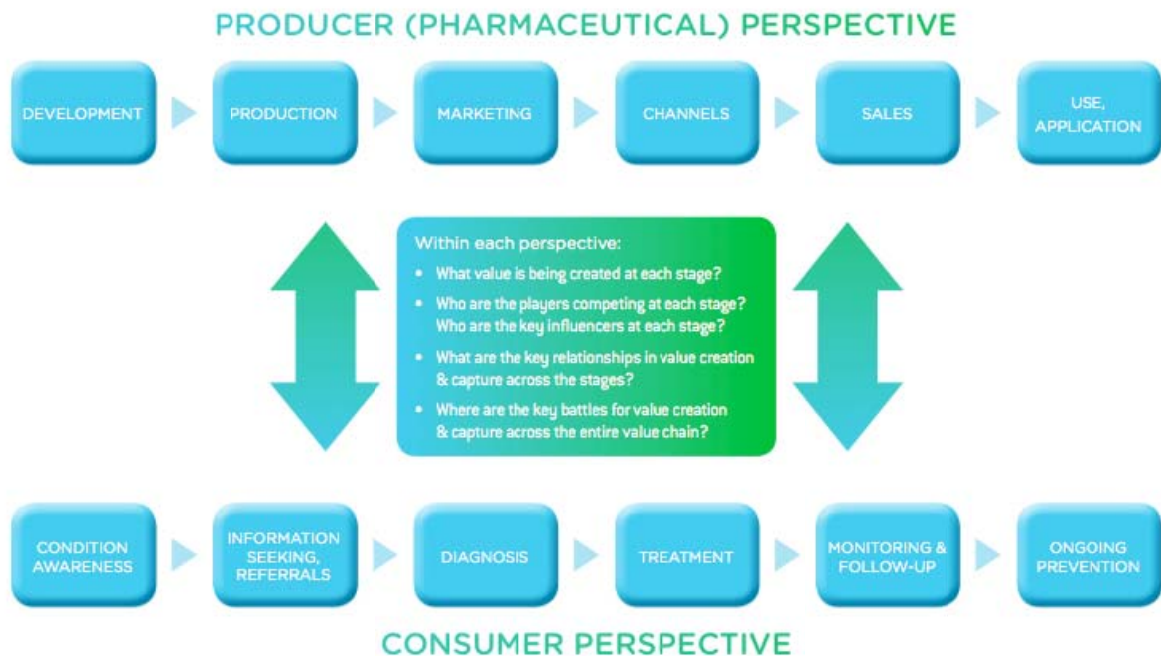 PRODUCER (PHARMACEUTICAL) PERSPECTIVE
DEVELOPMENT
PRODUCTION
MARKETING
CHANNELS
SALES
USE,
APPLICATION
Within each perspective:
• What value is being created at each stage?
• Who are the players competing at each stage?
Who are the key influencers at each stage?
• What are the key relationships in value creation
& capture across the stages?
• Where are the key battles for value creation
& capture across the entire value chain?
CONDITION
AWARENESS
INFORMATION
SEEKING,
REFERRALS
DIAGNOSIS
TREATMENT
MONITORING &
FOLLOW-UP
ONGOING
PREVENTION
CONSUMER PERSPECTIVE